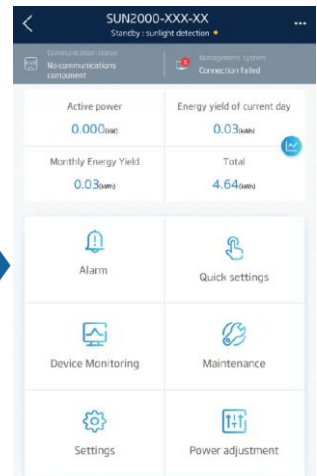 SUN2000-XXX-XX
Standby : sunlight detection
Communication status
No communications
component
Management system
Connection failed
Active power
0.000(kW)
Energy yield of current day
0.03(kWh)
Monthly Energy Yield
0.03(kWh)
Total
4.64(kWh)
Alarm
Quick settings
Device Monitoring
Maintenance
Settings
Power adjustment